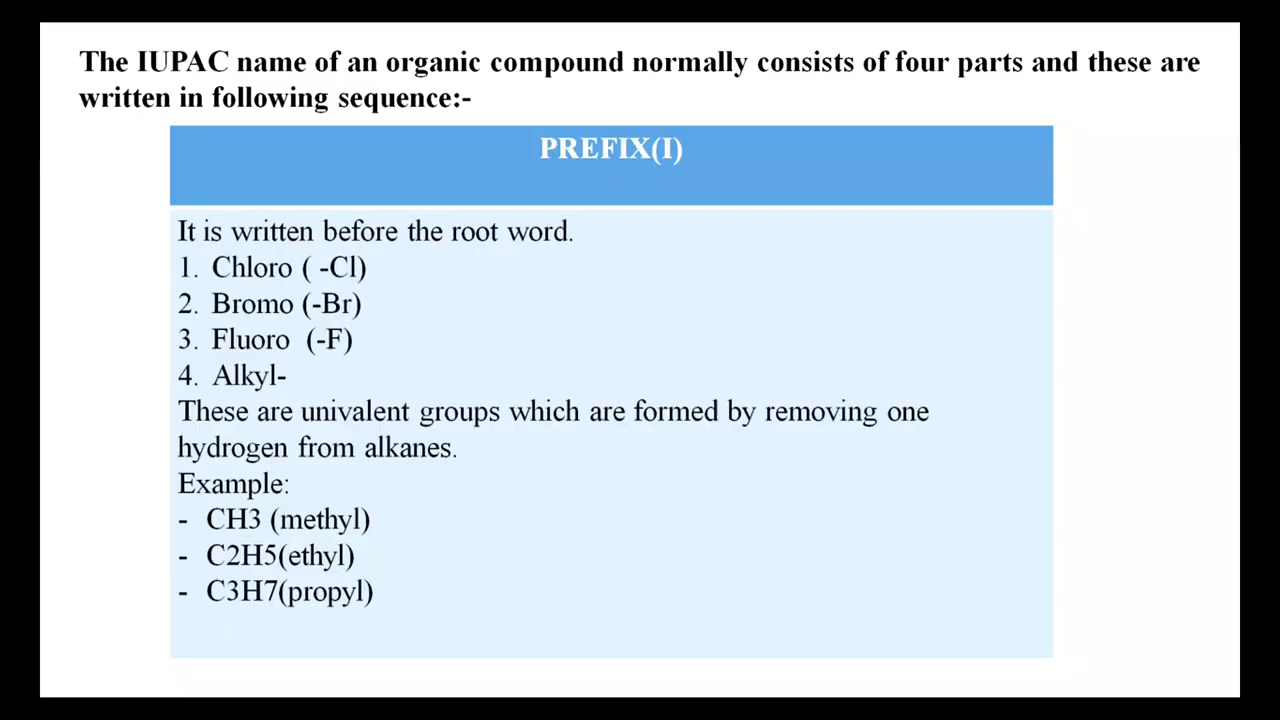 The IUPAC name of an organic compound normally consists of four parts and these are
written in following sequence:-
PREFIX(I)
It is written before the root word.
1. Chloro ( -Cl)
2. Bromo (-Br)
3. Fluoro (-F)
4. Alkyl-
These are univalent groups which are formed by removing one
hydrogen from alkanes.
Example:
- CH3 (methyl)
- C2H5(ethyl)
- C3H7(propyl)